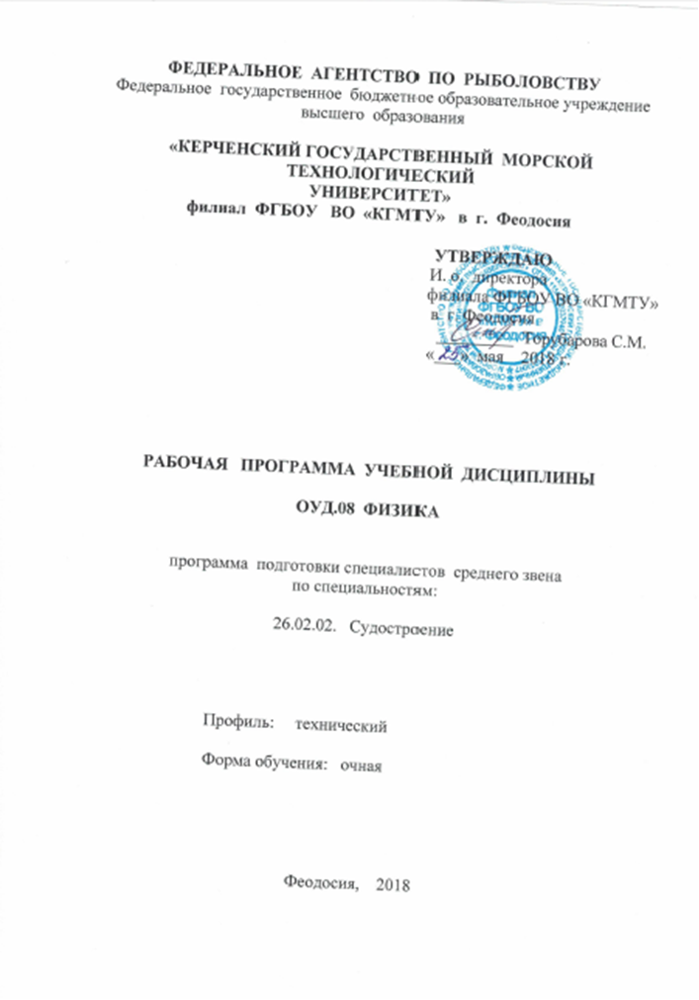 ФЕДЕРАЛЬНОЕ АГЕНТСТВО ПО РЫБОЛОВСТВУ
Федеральное государственное бюджетное образовательное учреждение
высшего образования
«КЕРЧЕНСКИЙ ГОСУДАРСТВЕННЫЙ МОРСКОЙ
ТЕХНОЛОГИЧЕСКИЙ
УНИВЕРСИТЕТ»
филиал ФГБОУ ВО «КГМТУ» в г. Феодосия
УТВЕРЖДАЮ
И. о. директора
филиала ФГБОУ ВО «КГМТУ»
в г. Феодосия
Горубарова С.М.
«25» мая 2018 г.
РАБОЧАЯ ПРОГРАММА УЧЕБНОЙ ДИСЦИПЛИНЫ
ОУД.08 ФИЗИКА
программа подготовки специалистов среднего звена
по специальностям:
26.02.02. Судостроение
Профиль: технический
Форма обучения: очная
Феодосия, 2018